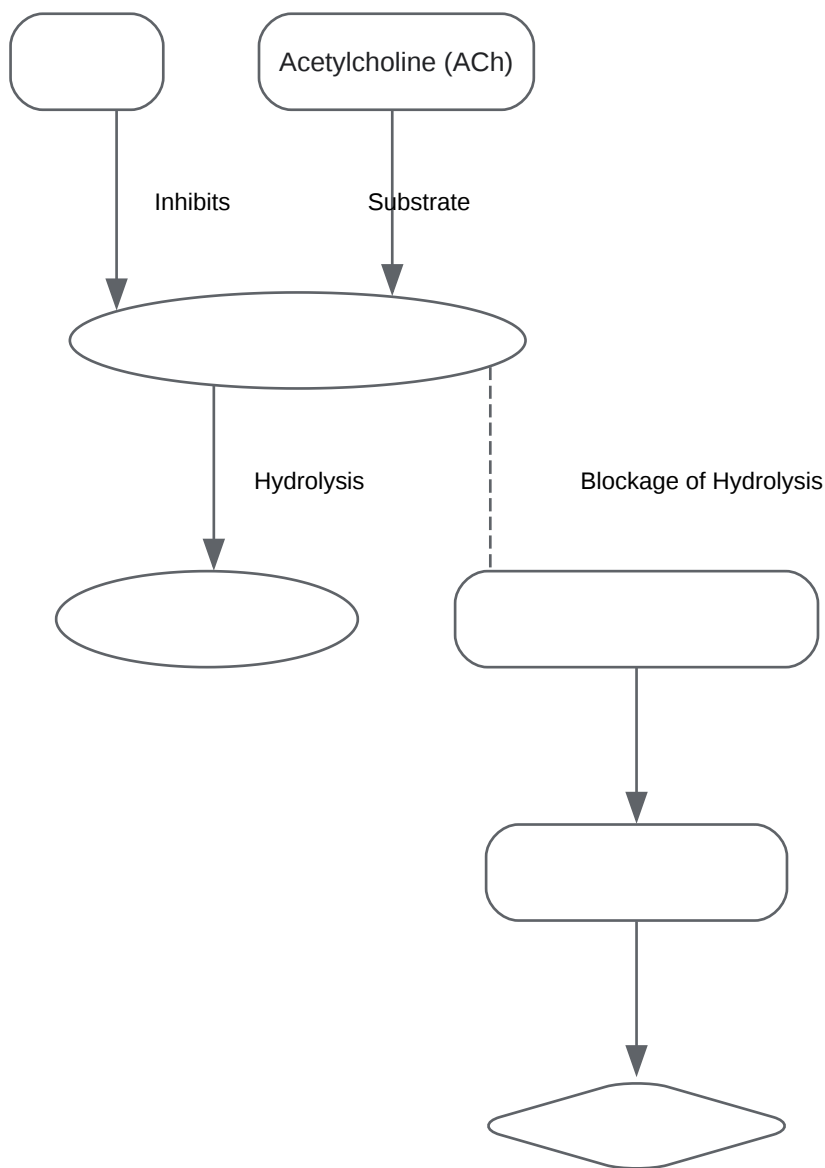 Acetylcholine (ACh)
Inhibits
Substrate
Hydrolysis
Blockage of Hydrolysis